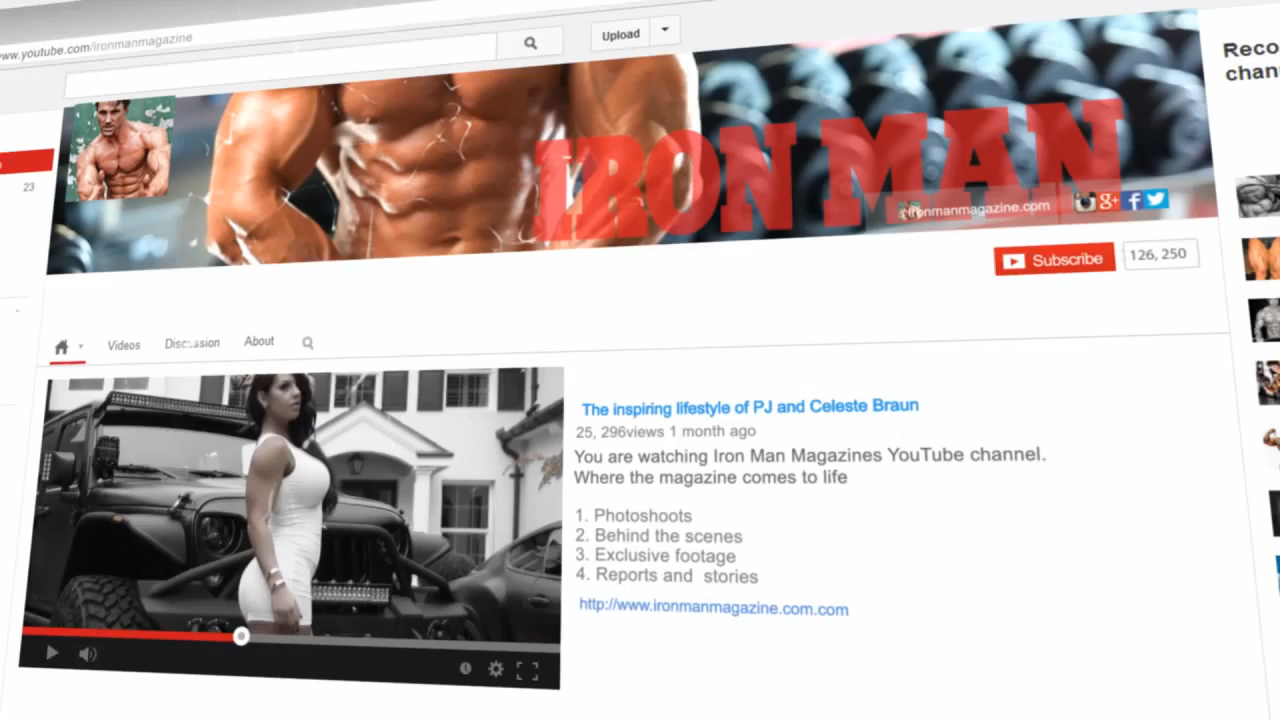 ww.youtube.com/ironmanmagazine
Upload
Reco
chan
IRON MAN
ironmanmagazine.com
23
Subscribe
126, 250
Videos
Discussion
About
The inspiring lifestyle of PJ and Celeste Braun
25, 296views 1 month ago
You are watching Iron Man Magazines YouTube channel.
Where the magazine comes to life
1. Photoshoots
2. Behind the scenes
3. Exclusive footage
4. Reports and stories
http://www.ironmanmagazine.com.com